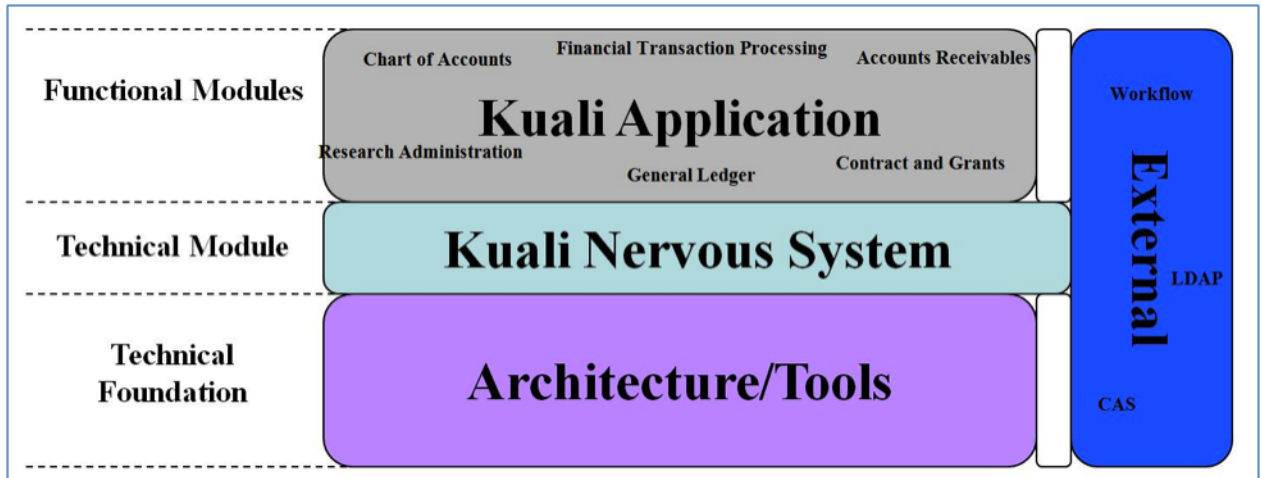 Functional Modules
Chart of Accounts
Financial Transaction Processing
Accounts Receivables
Kuali Application
Research Administration
General Ledger
Contract and Grants
Technical Module
Kuali Nervous System
Technical
Foundation
Architecture/Tools
Workflow
External
LDAP
CAS